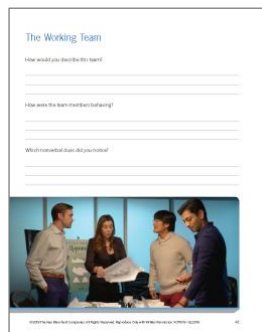 The Working Team
How would you describe this team?
How were the team members behaving?
Which nonverbal clues did you notice?